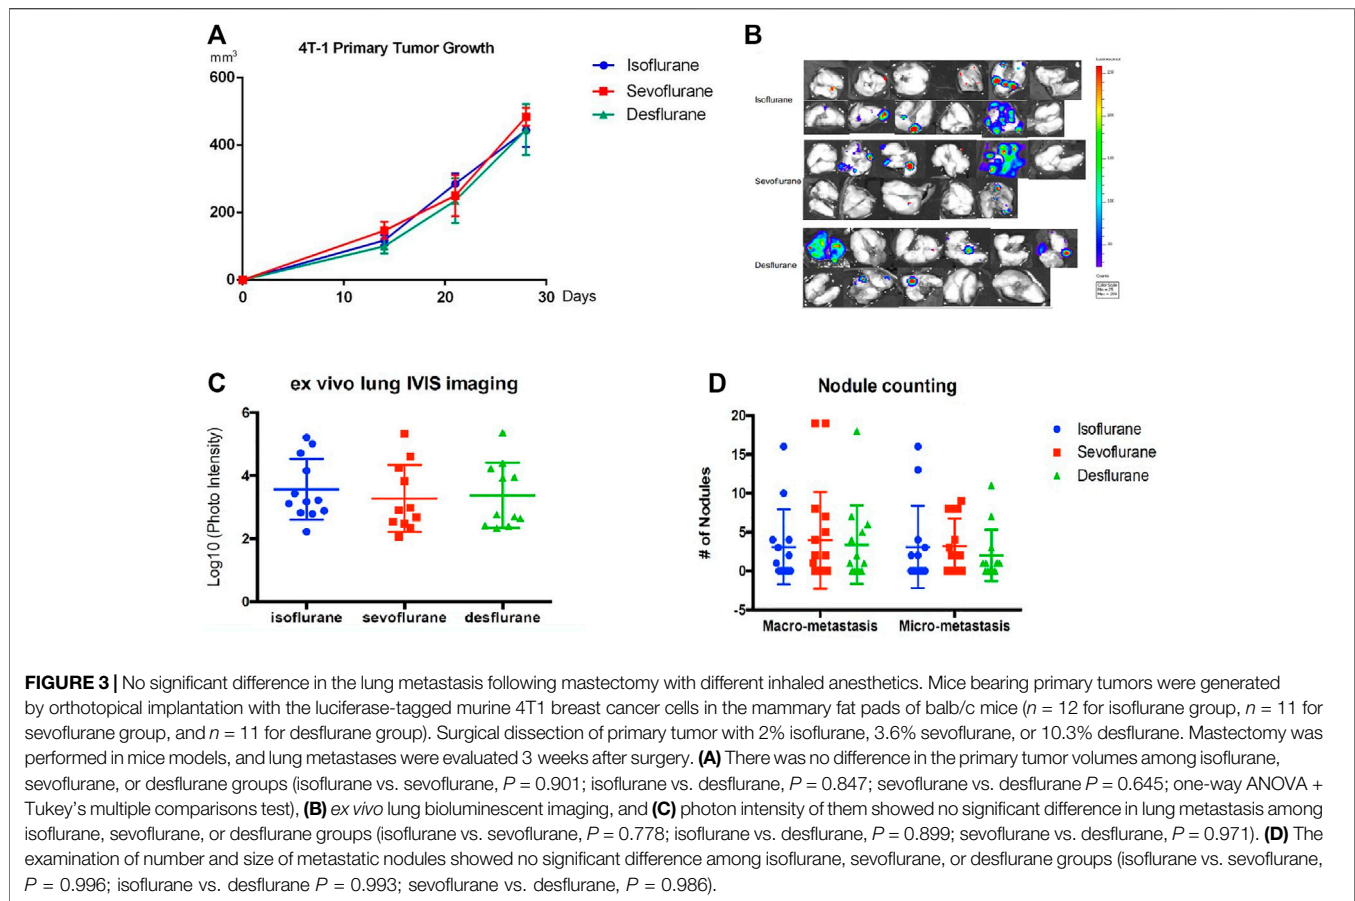 A
4T-1 Primary Tumor Growth
mm³
600
400
200
0
0
10
20
30
Days
Isoflurane
Sevoflurane
Desflurane
B
Isoflurane
Sevoflurane
Desflurane
Counts
Color Scale
C
ex vivo lung IVIS imaging
Log10 (Photo Intensity)
6
4
2
0
isoflurane
sevoflurane
desflurane
D
Nodule counting
# of Nodules
20
15
10
5
0
-5
Macro-metastasis
Micro-metastasis
Isoflurane
Sevoflurane
Desflurane
FIGURE 3 | No significant difference in the lung metastasis following mastectomy with different inhaled anesthetics. Mice bearing primary tumors were generated
by orthotopical implantation with the luciferase-tagged murine 4T1 breast cancer cells in the mammary fat pads of balb/c mice (n = 12 for isoflurane group, n = 11 for
sevoflurane group, and n = 11 for desflurane group). Surgical dissection of primary tumor with 2% isoflurane, 3.6% sevoflurane, or 10.3% desflurane. Mastectomy was
performed in mice models, and lung metastases were evaluated 3 weeks after surgery. (A) There was no difference in the primary tumor volumes among isoflurane,
sevoflurane, or desflurane groups (isoflurane vs. sevoflurane, P = 0.901; isoflurane vs. desflurane, P = 0.847; sevoflurane vs. desflurane P = 0.645; one-way ANOVA +
Tukey's multiple comparisons test), (B) ex vivo lung bioluminescent imaging, and (C) photon intensity of them showed no significant difference in lung metastasis among
isoflurane, sevoflurane, or desflurane groups (isoflurane vs. sevoflurane, P = 0.778; isoflurane vs. desflurane, P = 0.899; sevoflurane vs. desflurane, P = 0.971). (D) The
examination of number and size of metastatic nodules showed no significant difference among isoflurane, sevoflurane, or desflurane groups (isoflurane vs. sevoflurane,
P = 0.996; isoflurane vs. desflurane P = 0.993; sevoflurane vs. desflurane, P = 0.986).